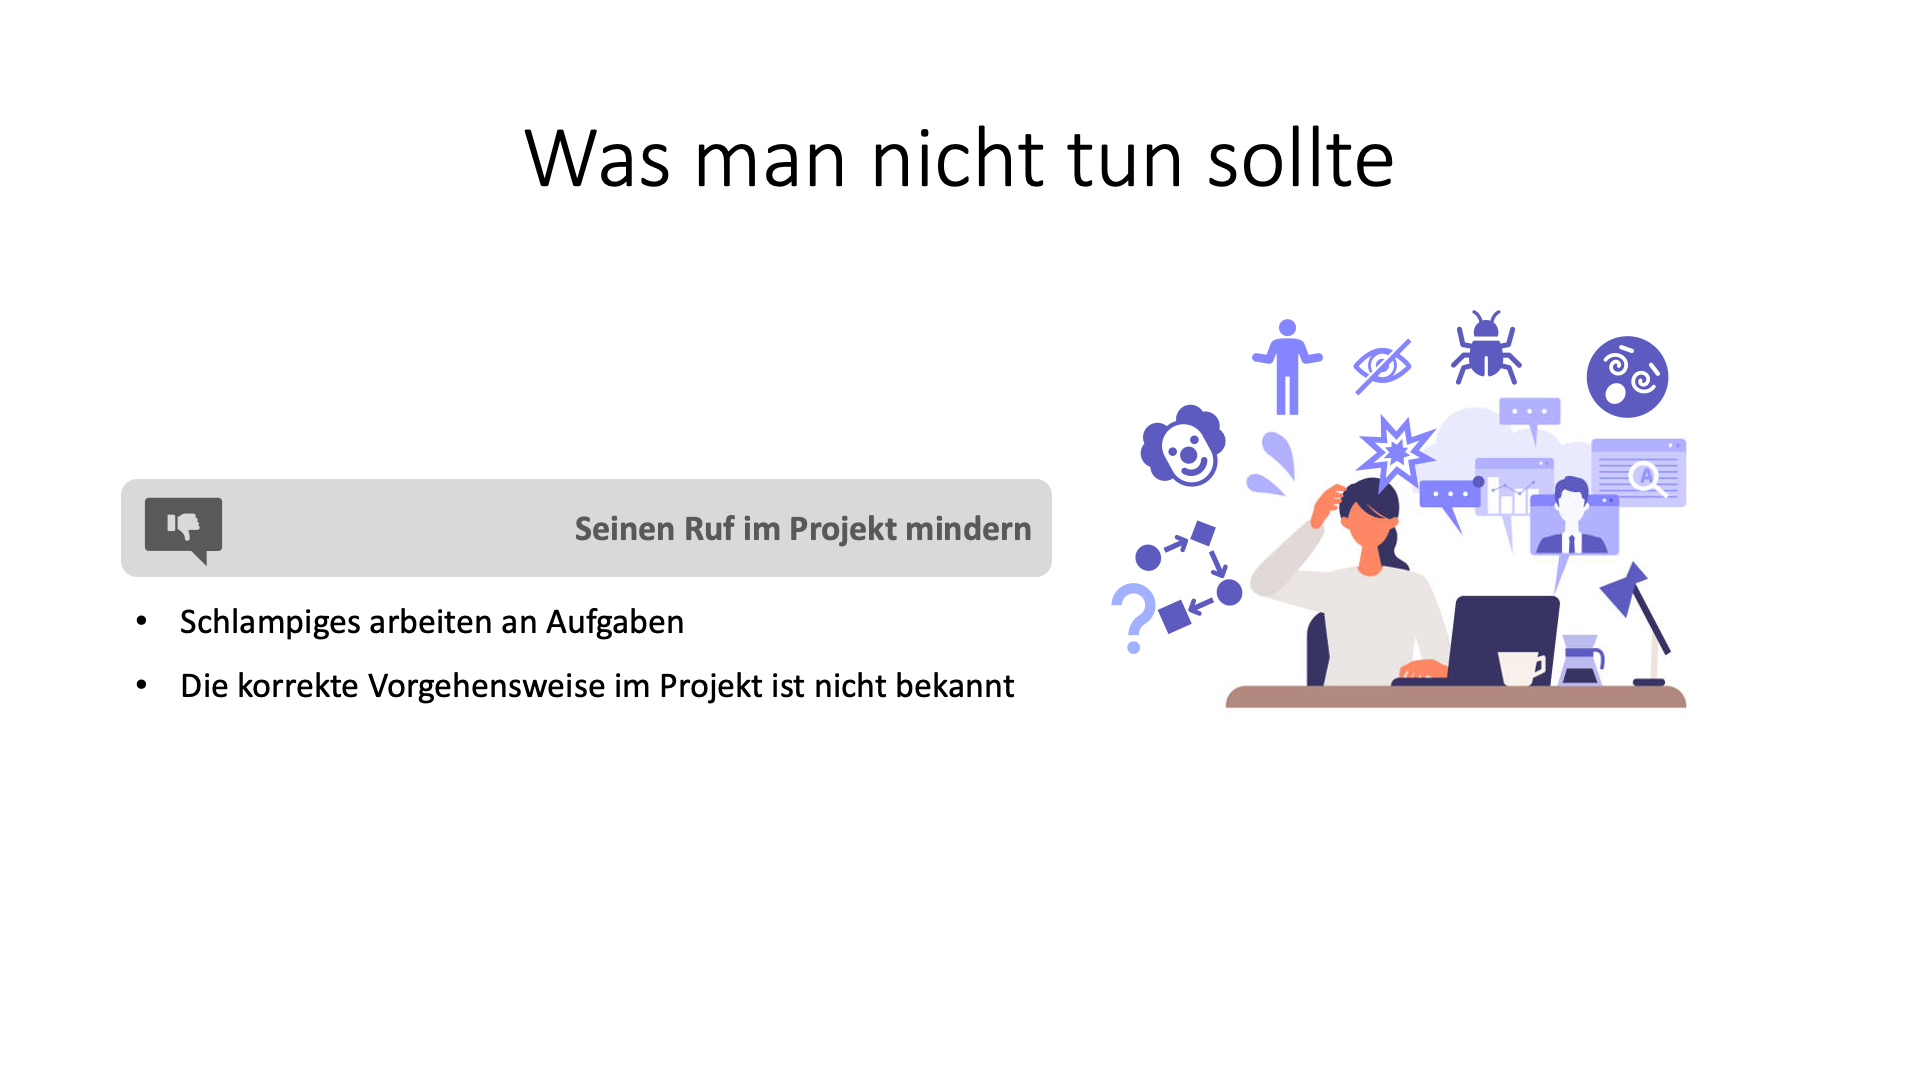 Was man nicht tun sollte
Seinen Ruf im Projekt mindern
• Schlampiges arbeiten an Aufgaben
• Die korrekte Vorgehensweise im Projekt ist nicht bekannt
?
A